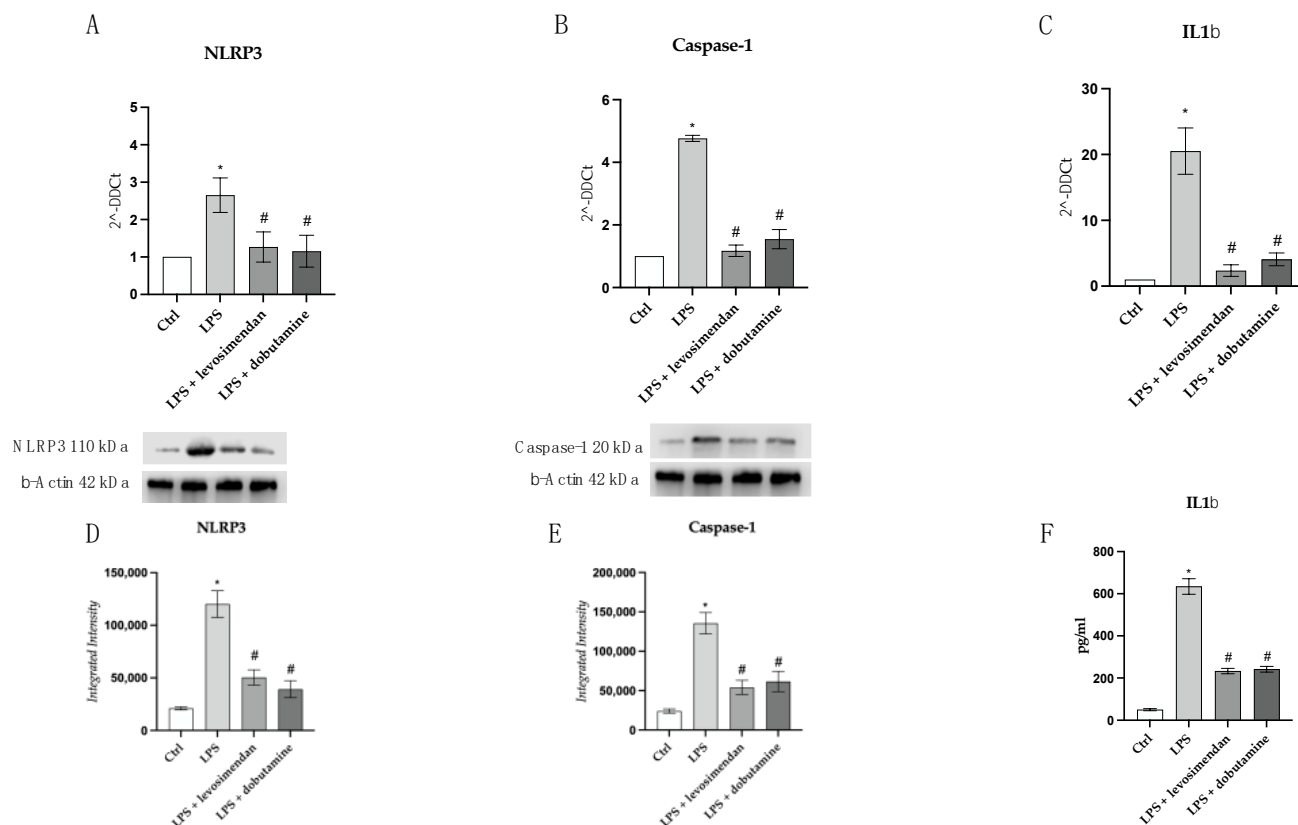 A
NLRP3
2^-DDCt
5
4
3
2
1
0
*
#
#
Ctrl
LPS
LPS + levosimendan
LPS + dobutamine
B
Caspase-1
2^-DDCt
6
4
2
0
*
#
#
Ctrl
LPS
LPS + levosimendan
LPS + dobutamine
C
IL1b
2^-DDCt
30
20
10
0
*
#
#
Ctrl
LPS
LPS + levosimendan
LPS + dobutamine
NLRP3 110 kDa
b-Actin 42 kDa
Caspase-1 20 kDa
b-Actin 42 kDa
D
NLRP3
Integrated Intensity
150,000
100,000
50,000
0
*
#
#
Ctrl
LPS
LPS + levosimendan
LPS + dobutamine
E
Caspase-1
Integrated Intensity
200,000
150,000
100,000
50,000
0
*
#
#
Ctrl
LPS
LPS + levosimendan
LPS + dobutamine
F
IL1b
pg/ml
800
600
400
200
0
*
#
#
Ctrl
LPS
LPS + levosimendan
LPS + dobutamine